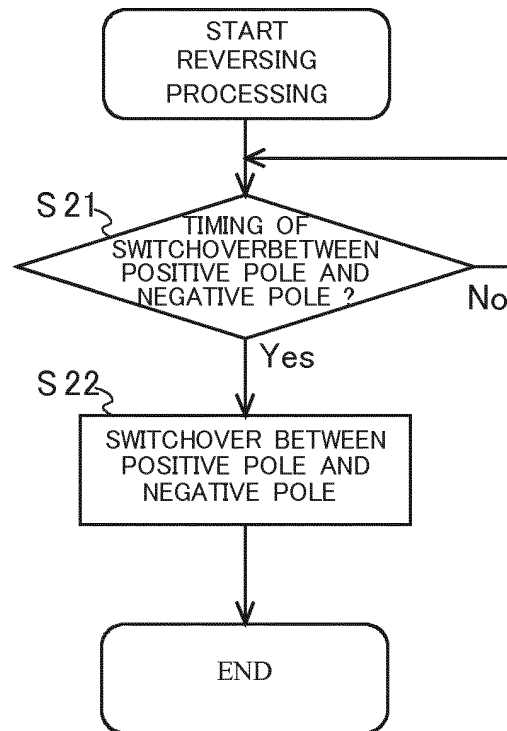 START
REVERSING
PROCESSING
S21
TIMING OF
SWITCHOVERBETWEEN
POSITIVE POLE AND
NEGATIVE POLE ?
No
Yes
S22
SWITCHOVER BETWEEN
POSITIVE POLE AND
NEGATIVE POLE
END